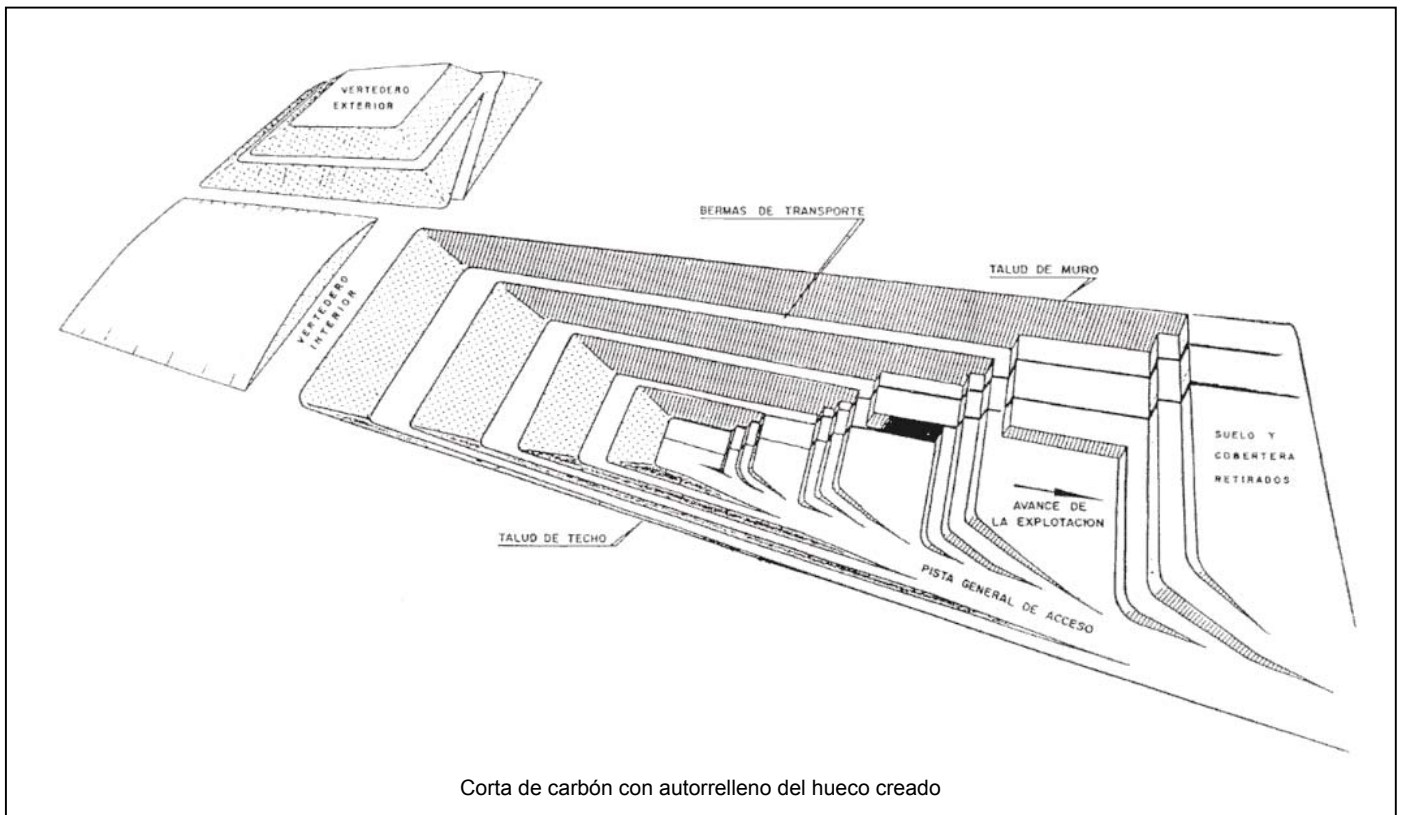 VERTEDERO
EXTERIOR
BERMAS DE TRANSPORTE
TALUD DE MURO
VERTEDERO
INTERIOR
SUELO Y
COBERTERA
RETIRADOS
AVANCE DE
LA EXPLOTACION
TALUD DE TECHO
PISTA GENERAL DE ACCESO
Corta de carbón con autorrelleno del hueco creado